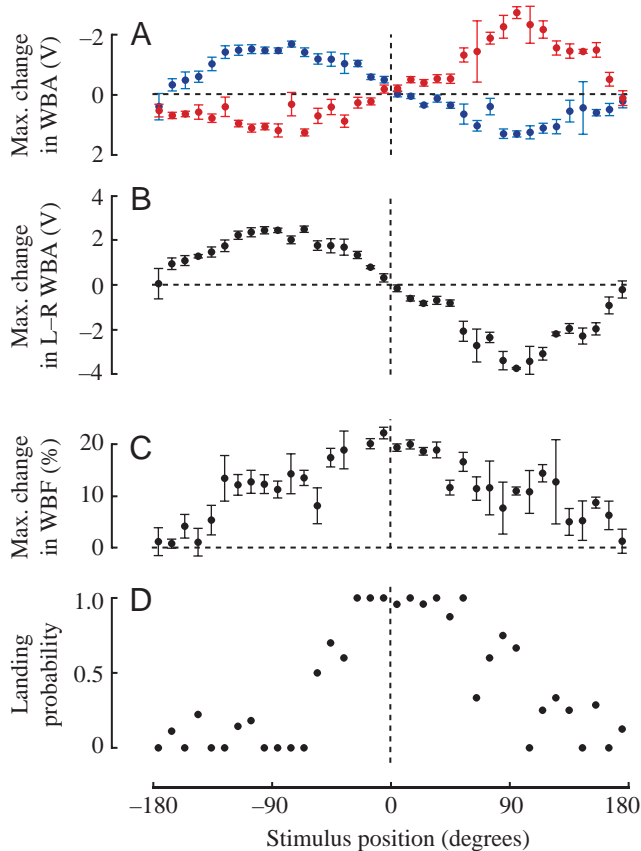 A
Max. change
in WBA (V)
–2
0
2
B
Max. change
in L–R WBA (V)
4
2
0
–2
–4
C
Max. change
in WBF (%)
20
10
0
D
Landing
probability
1.0
0.5
0
–180
–90
0
90
180
Stimulus position (degrees)